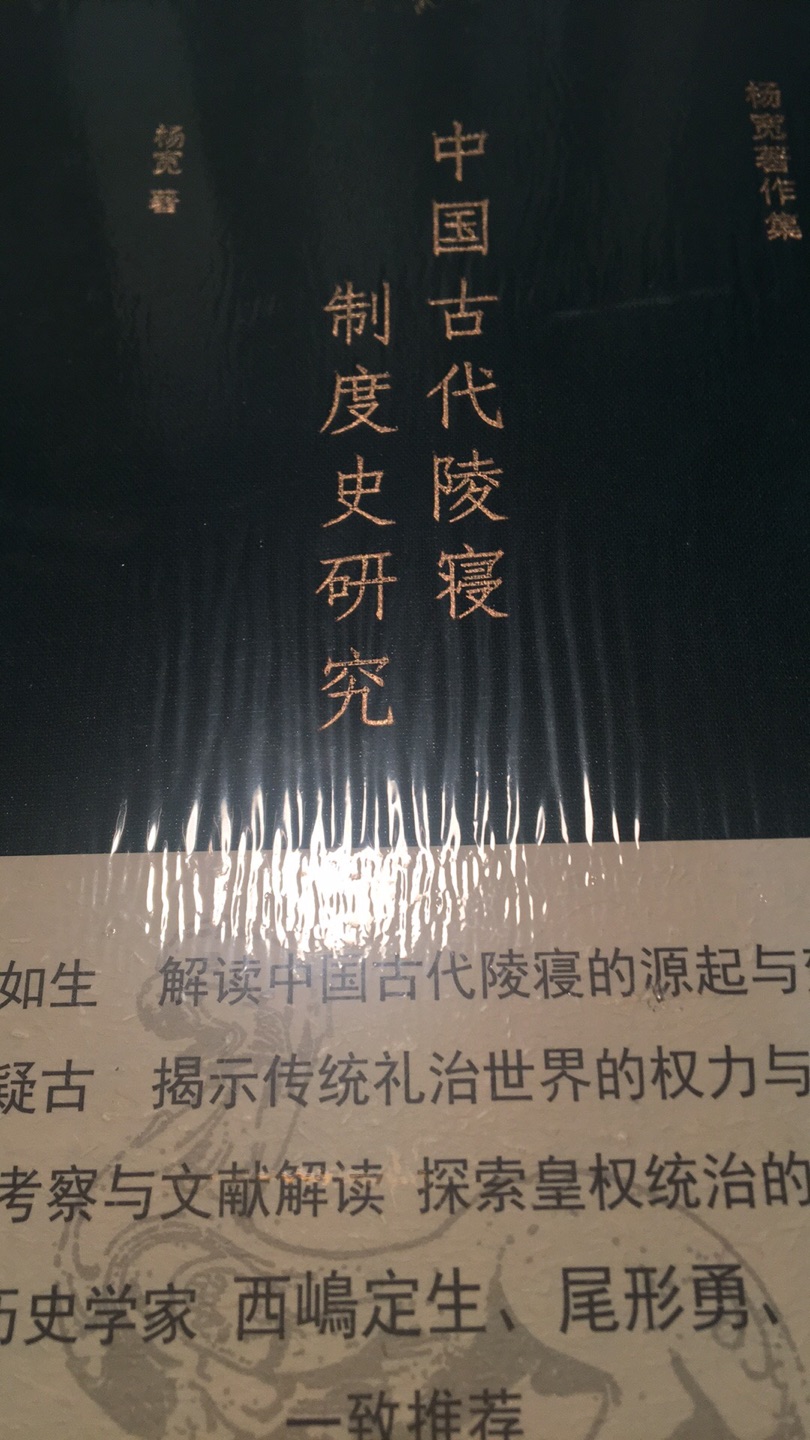 杨宽著作集
中国古代陵寝
制度史研究
杨宽 著
如生 解读中国古代陵寝的源起与
疑古 揭示传统礼治世界的权力与
考察与文献解读 探索皇权统治的
历史学家 西嶋定生、尾形勇、
一致推荐